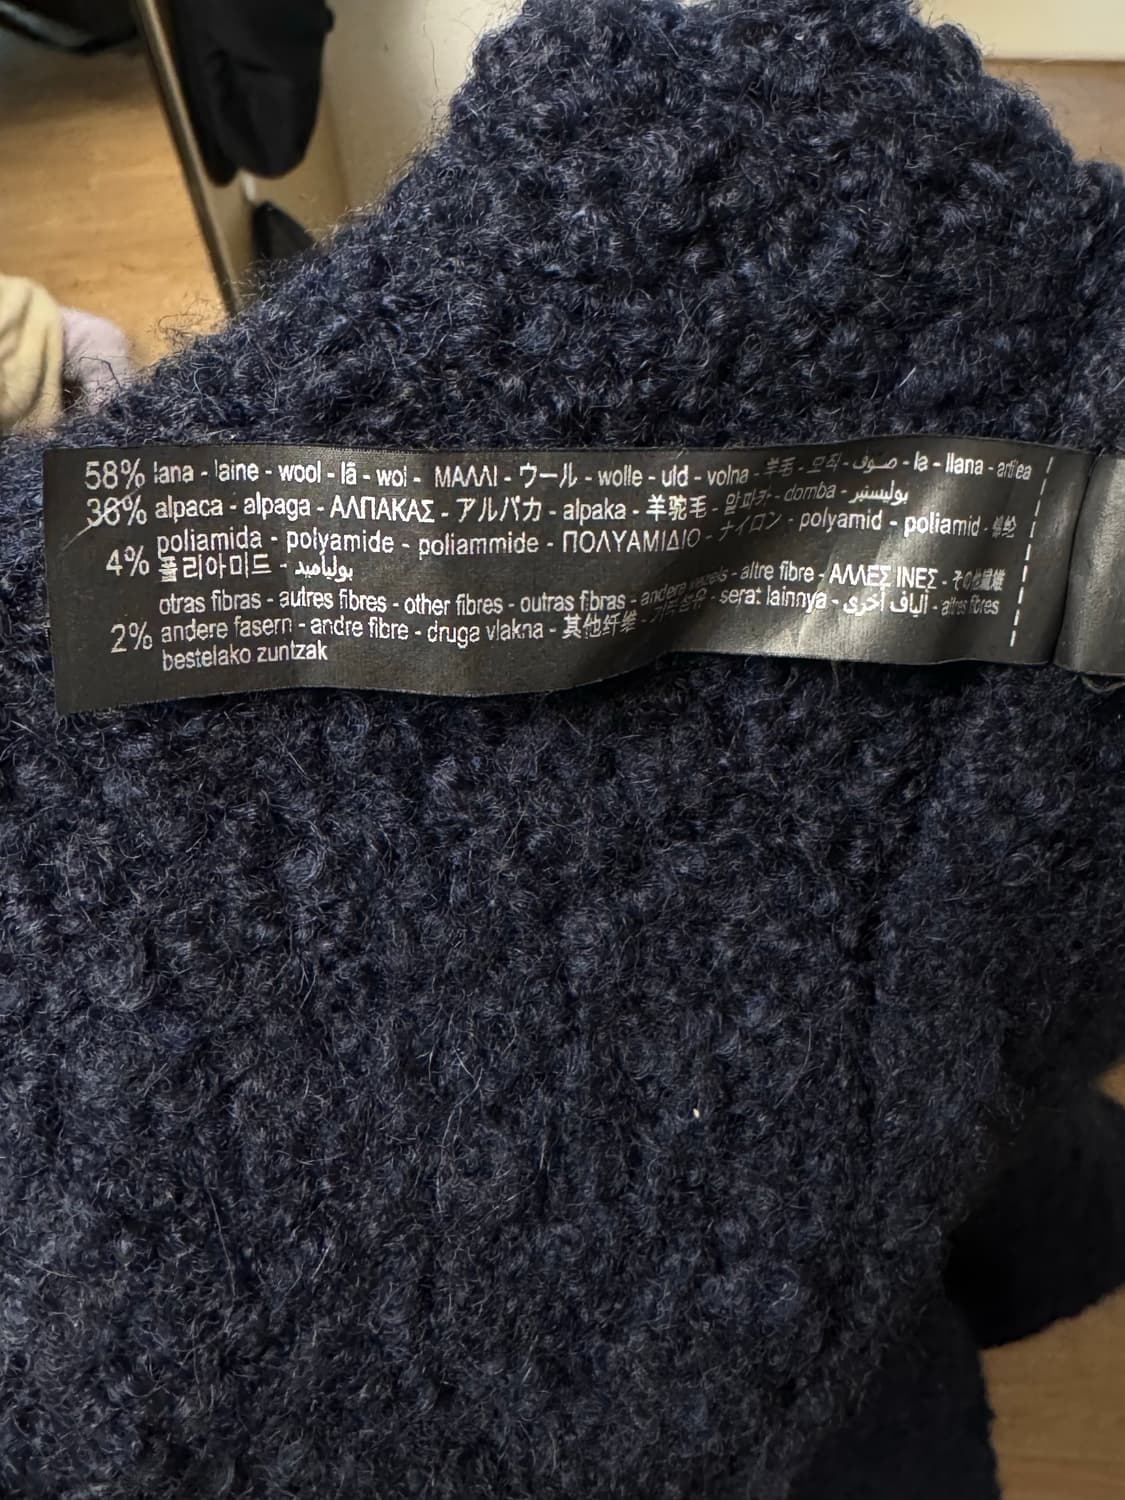 58% lana - laine - wool - lã - wol - ΜΑΛΛΙ - ウール - wolle - uld - volna - 羊毛 - 모직 - صوف - la - llana - artilea
36% alpaca - alpaga - ΑΛΠΑΚΑΣ - アルパカ - alpaka - 羊驼毛 - 알파카 - domba - بوليستير
4% poliamida - polyamide - poliammide - ΠΟΛΥΑΜΙΔΙΟ - ナイロン - polyamid - poliamid - 锦纶
폴리아미드 - بولياميد
otras fibras - autres fibres - other fibres - outras fibras - andere vezels - altre fibre - ΑΛΛΕΣ ΙΝΕΣ - その他繊維
2% andere fasern - andre fibre - druga vlakna - 其他纤维 - 기타섬유 - serat lainnya - ألياف أخرى - altres fibres
bestelako zuntzak